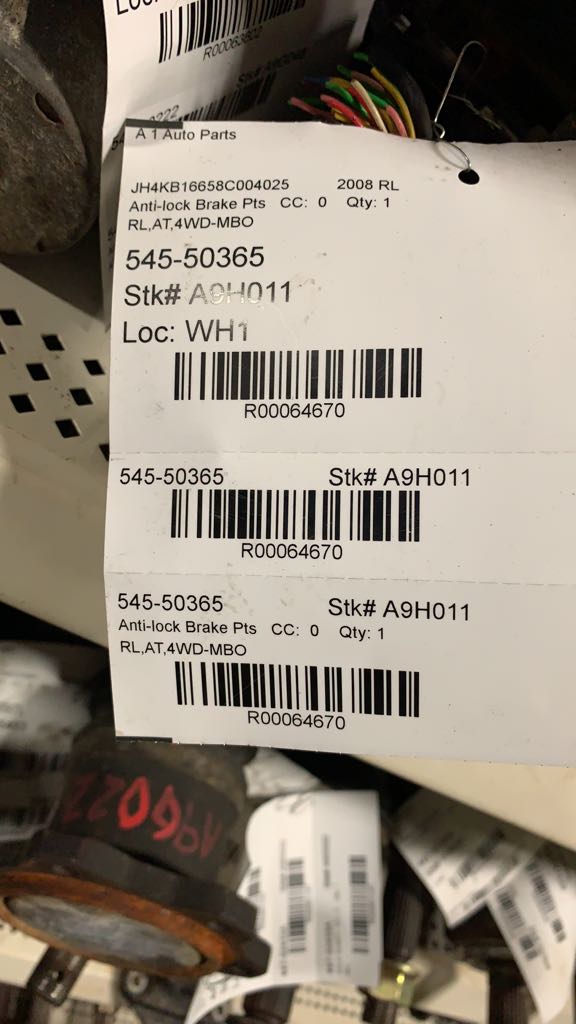 Loc:
R00063602
A 1 Auto Parts
JH4KB16658C004025 2008 RL
Anti-lock Brake Pts CC: 0 Qty: 1
RL,AT,4WD-MBO
545-50365
Stk# A9H011
Loc: WH1
R00064670
545-50365 Stk# A9H011
R00064670
545-50365 Stk# A9H011
Anti-lock Brake Pts CC: 0 Qty: 1
RL,AT,4WD-MBO
R00064670